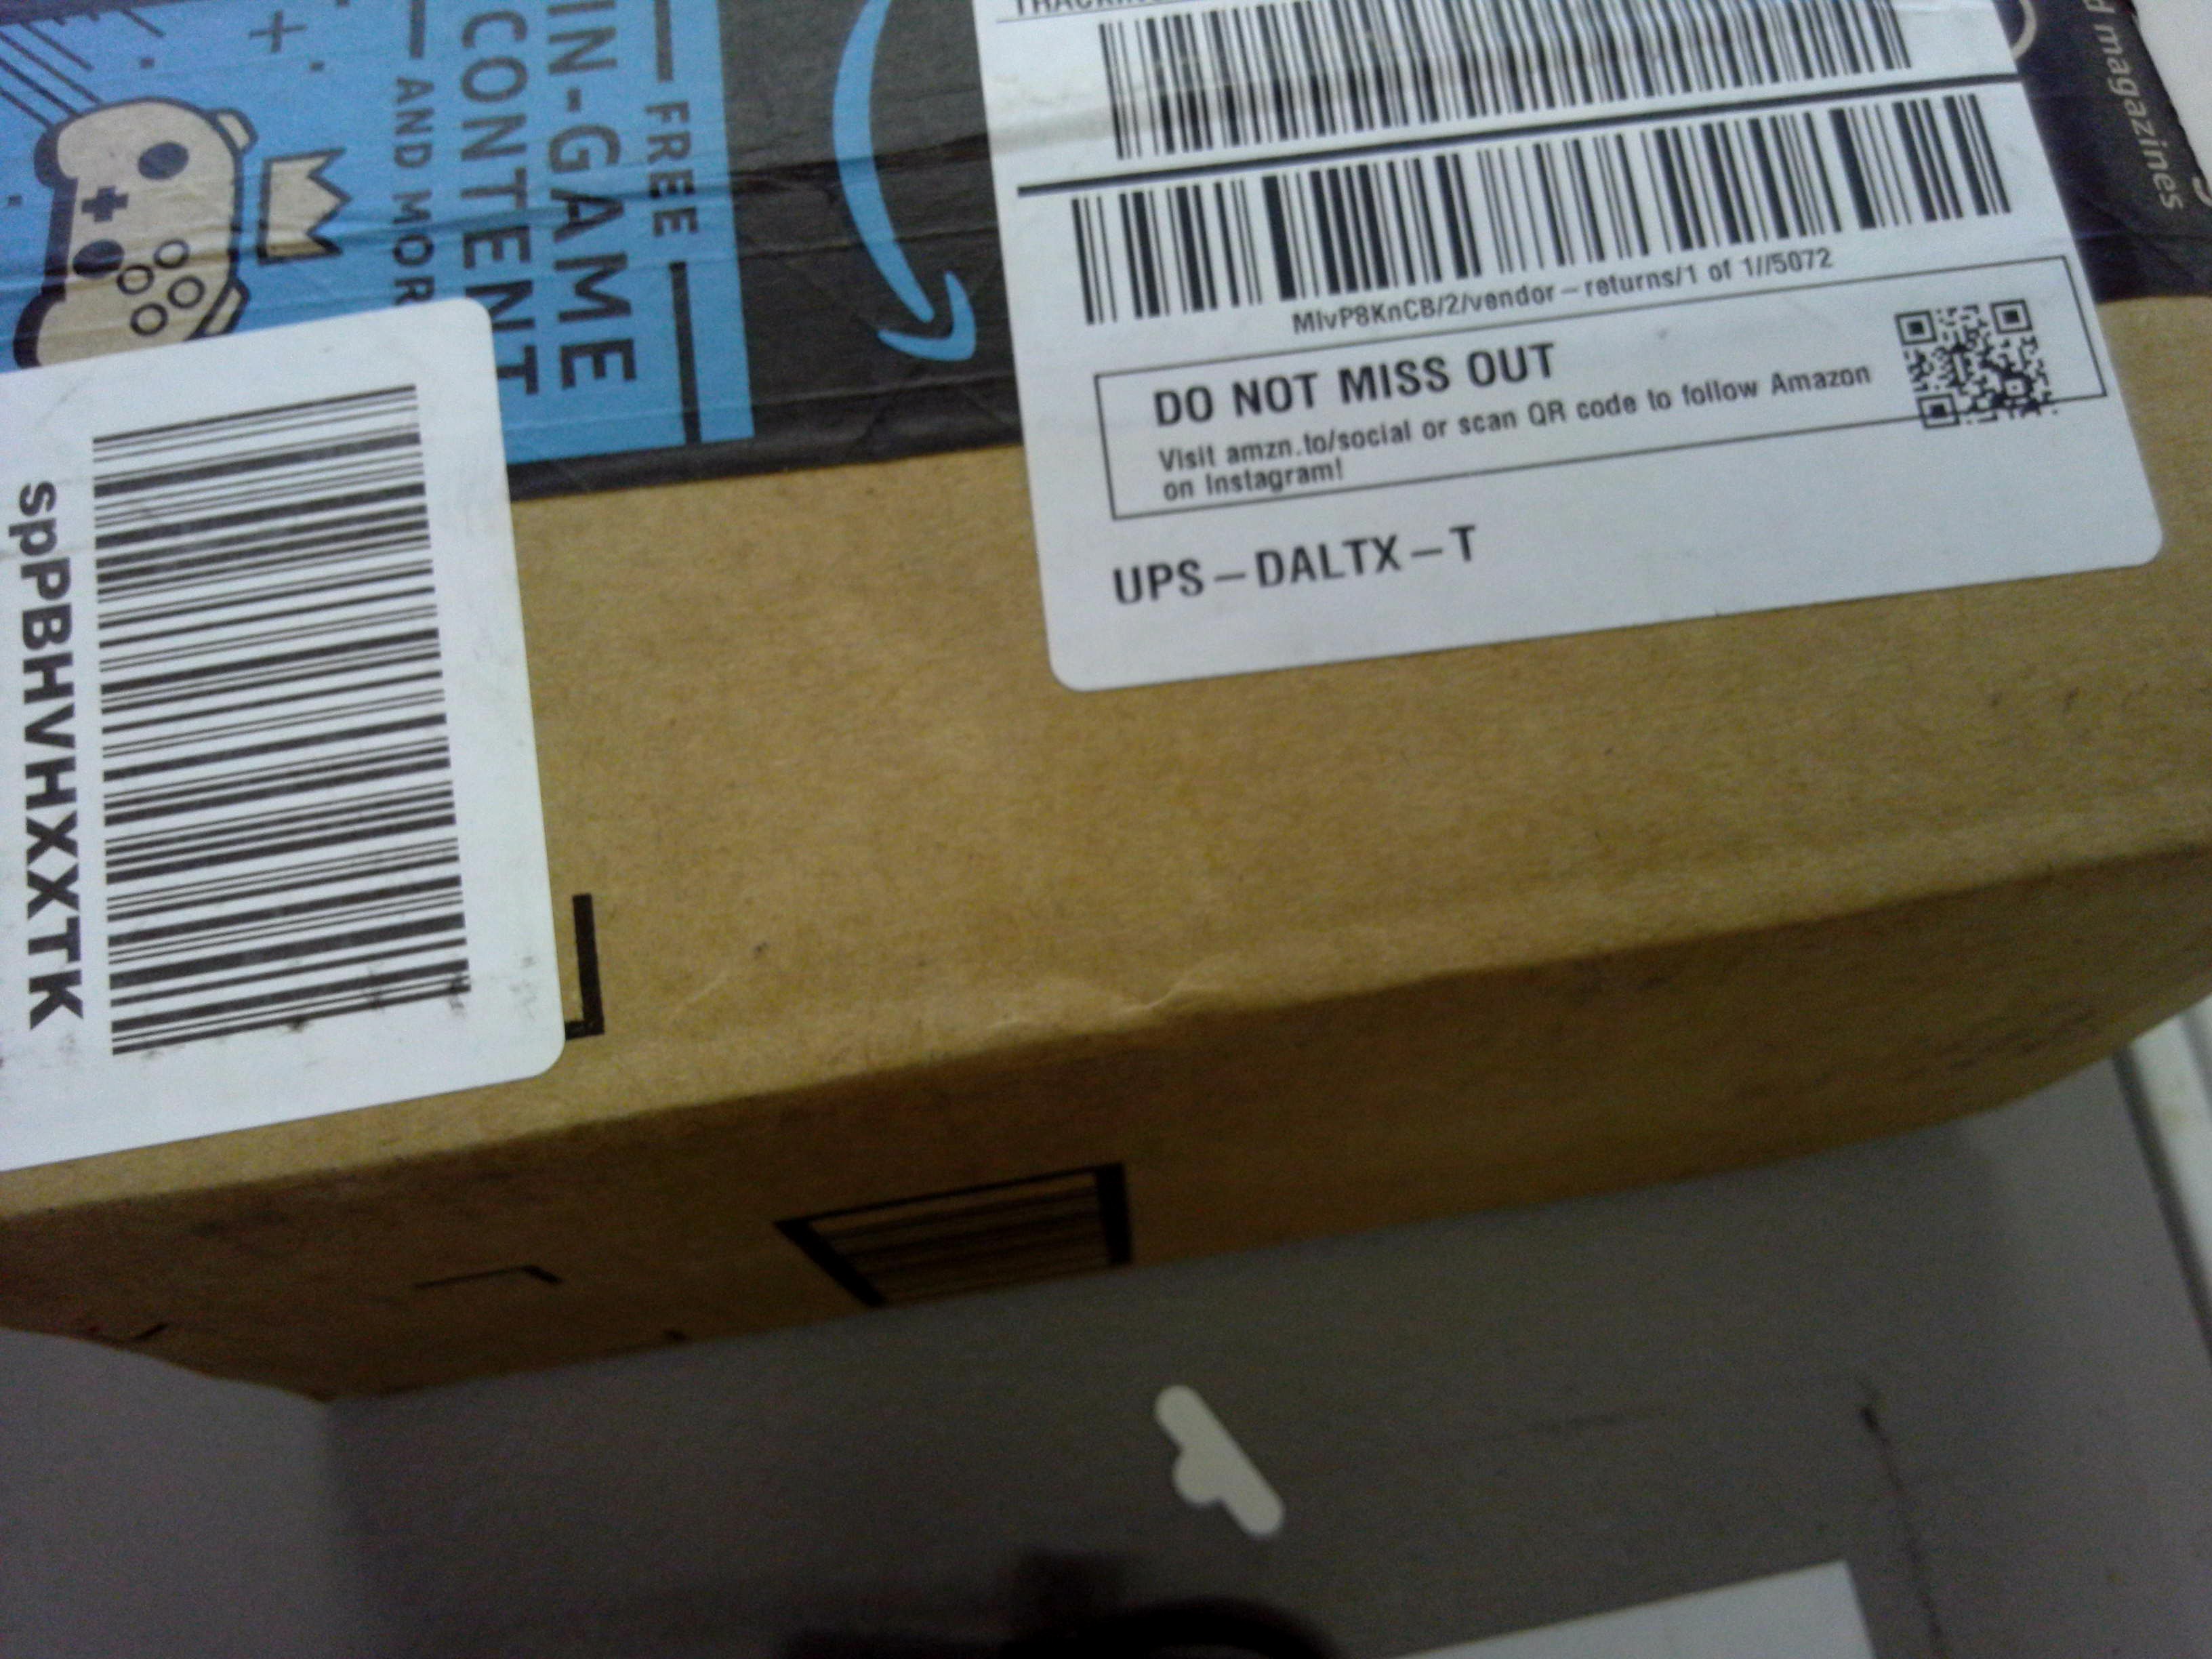 FREE
IN-GAME
CONTENT
AND MOR
d magazines
MIvP8KnCB/2/vendor-returns/1 of 1//5072
DO NOT MISS OUT
Visit amzn.to/social or scan QR code to follow Amazon
on Instagram!
UPS-DALTX-T
spPBHVHXXTK